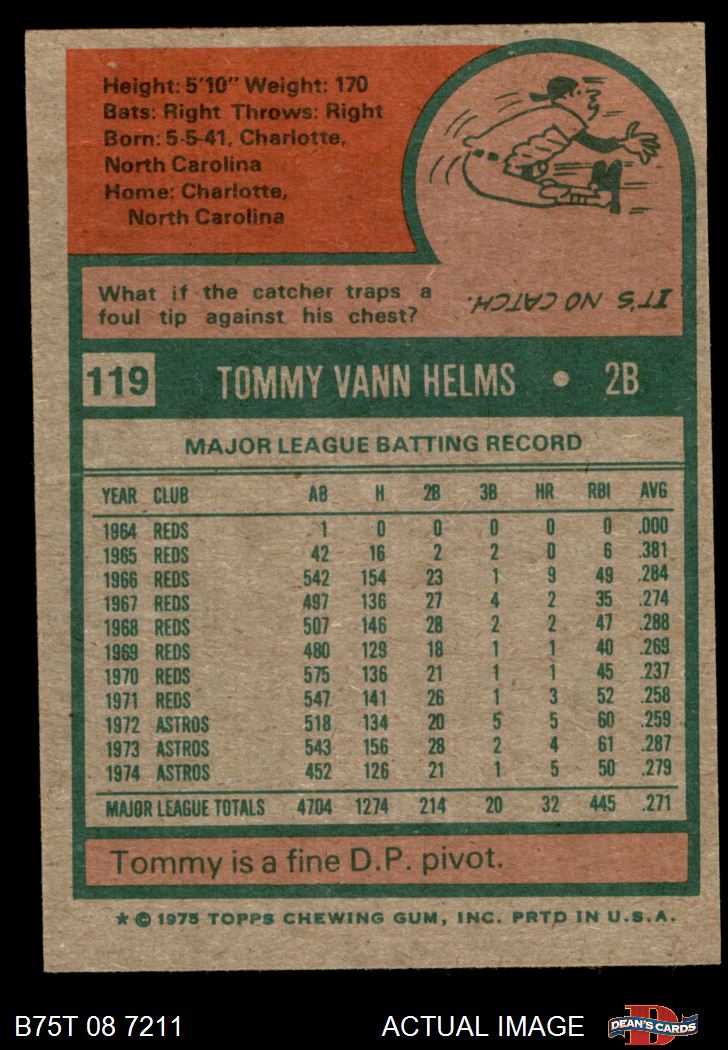 Height: 5'10" Weight: 170
Bats: Right Throws: Right
Born: 5-5-41, Charlotte,
North Carolina
Home: Charlotte,
North Carolina
What if the catcher traps a
foul tip against his chest?
IT'S NO CATCH.
119 TOMMY VANN HELMS • 2B
MAJOR LEAGUE BATTING RECORD
YEAR CLUB AB H 2B 3B HR RBI AVG
1964 REDS 1 0 0 0 0 0 .000
1965 REDS 42 16 2 2 0 6 .381
1966 REDS 542 154 23 1 9 49 .284
1967 REDS 497 136 27 4 2 35 .274
1968 REDS 507 146 28 2 2 47 .288
1969 REDS 480 129 18 1 1 40 .269
1970 REDS 575 136 21 1 1 45 .237
1971 REDS 547 141 26 1 3 52 .258
1972 ASTROS 518 134 20 5 5 60 .259
1973 ASTROS 543 156 28 2 4 61 .287
1974 ASTROS 452 126 21 1 5 50 .279
MAJOR LEAGUE TOTALS 4704 1274 214 20 32 445 .271
Tommy is a fine D.P. pivot.
* © 1975 TOPPS CHEWING GUM, INC. PRTD IN U.S.A.
B75T 08 7211 ACTUAL IMAGE DEAN'S CARDS